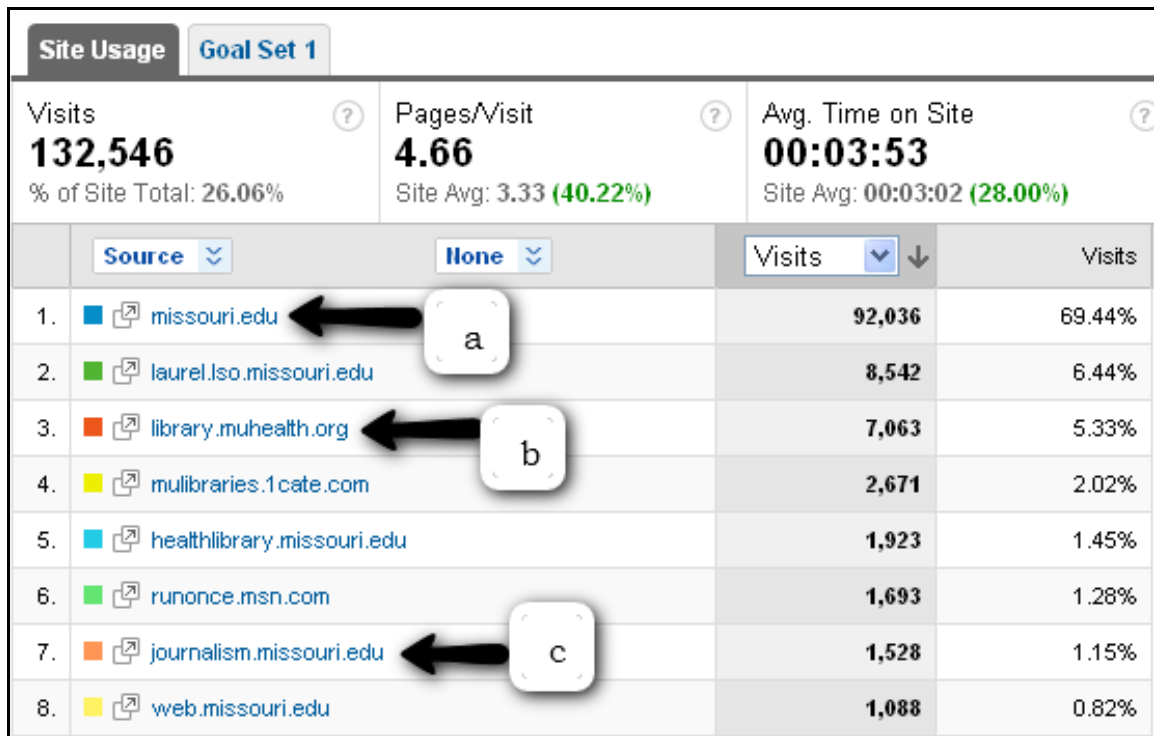 Site Usage Goal Set 1
Visits ? Pages/Visit ? Avg. Time on Site ?
132,546 4.66 00:03:53
% of Site Total: 26.06% Site Avg: 3.33 (40.22%) Site Avg: 00:03:02 (28.00%)
Source None Visits Visits
1. missouri.edu a 92,036 69.44%
2. laurel.lso.missouri.edu 8,542 6.44%
3. library.muhealth.org b 7,063 5.33%
4. mulibraries.1cate.com 2,671 2.02%
5. healthlibrary.missouri.edu 1,923 1.45%
6. runonce.msn.com 1,693 1.28%
7. journalism.missouri.edu c 1,528 1.15%
8. web.missouri.edu 1,088 0.82%